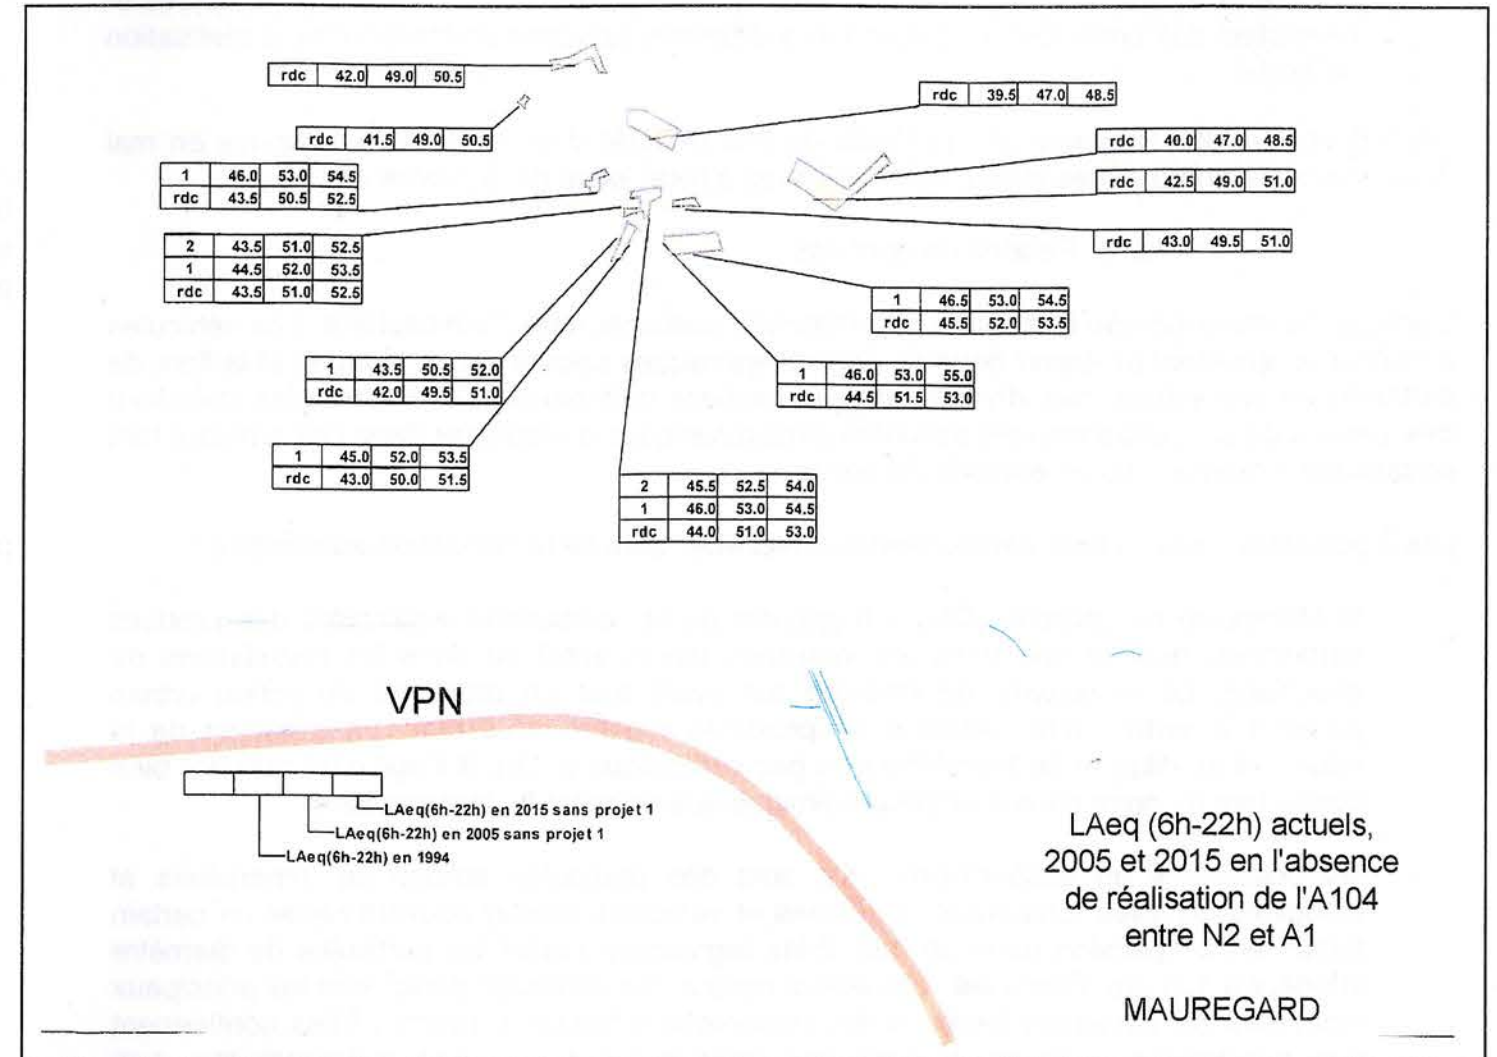 rdc 42.0 49.0 50.5
rdc 39.5 47.0 48.5
rdc 41.5 49.0 50.5
rdc 40.0 47.0 48.5
1 46.0 53.0 54.5
rdc 43.5 50.5 52.5
rdc 42.5 49.0 51.0
2 43.5 51.0 52.5
1 44.5 52.0 53.5
rdc 43.5 51.0 52.5
rdc 43.0 49.5 51.0
1 46.5 53.0 54.5
rdc 45.5 52.0 53.5
1 43.5 50.5 52.0
rdc 42.0 49.5 51.0
1 46.0 53.0 55.0
rdc 44.5 51.5 53.0
1 45.0 52.0 53.5
rdc 43.0 50.0 51.5
2 45.5 52.5 54.0
1 46.0 53.0 54.5
rdc 44.0 51.0 53.0
VPN
LAeq(6h-22h) en 2015 sans projet 1
LAeq(6h-22h) en 2005 sans projet 1
LAeq(6h-22h) en 1994
LAeq (6h-22h) actuels,
2005 et 2015 en l'absence
de réalisation de l'A104
entre N2 et A1
MAUREGARD